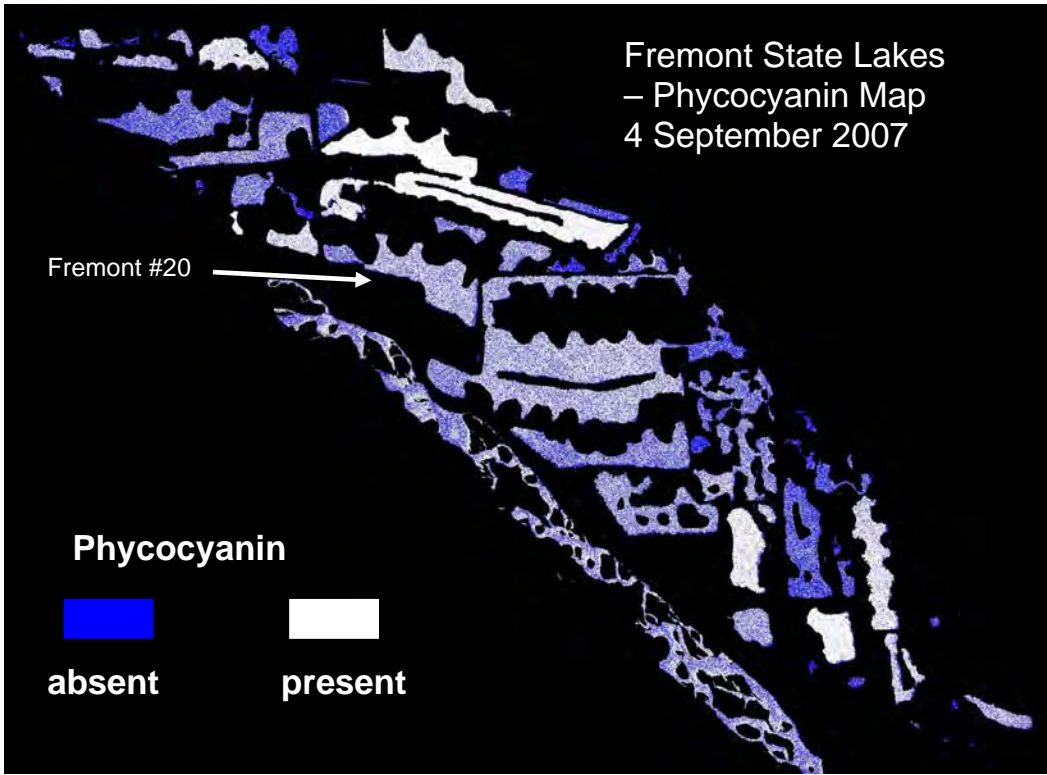 Fremont State Lakes
– Phycocyanin Map
4 September 2007
Fremont #20
Phycocyanin
absent
present